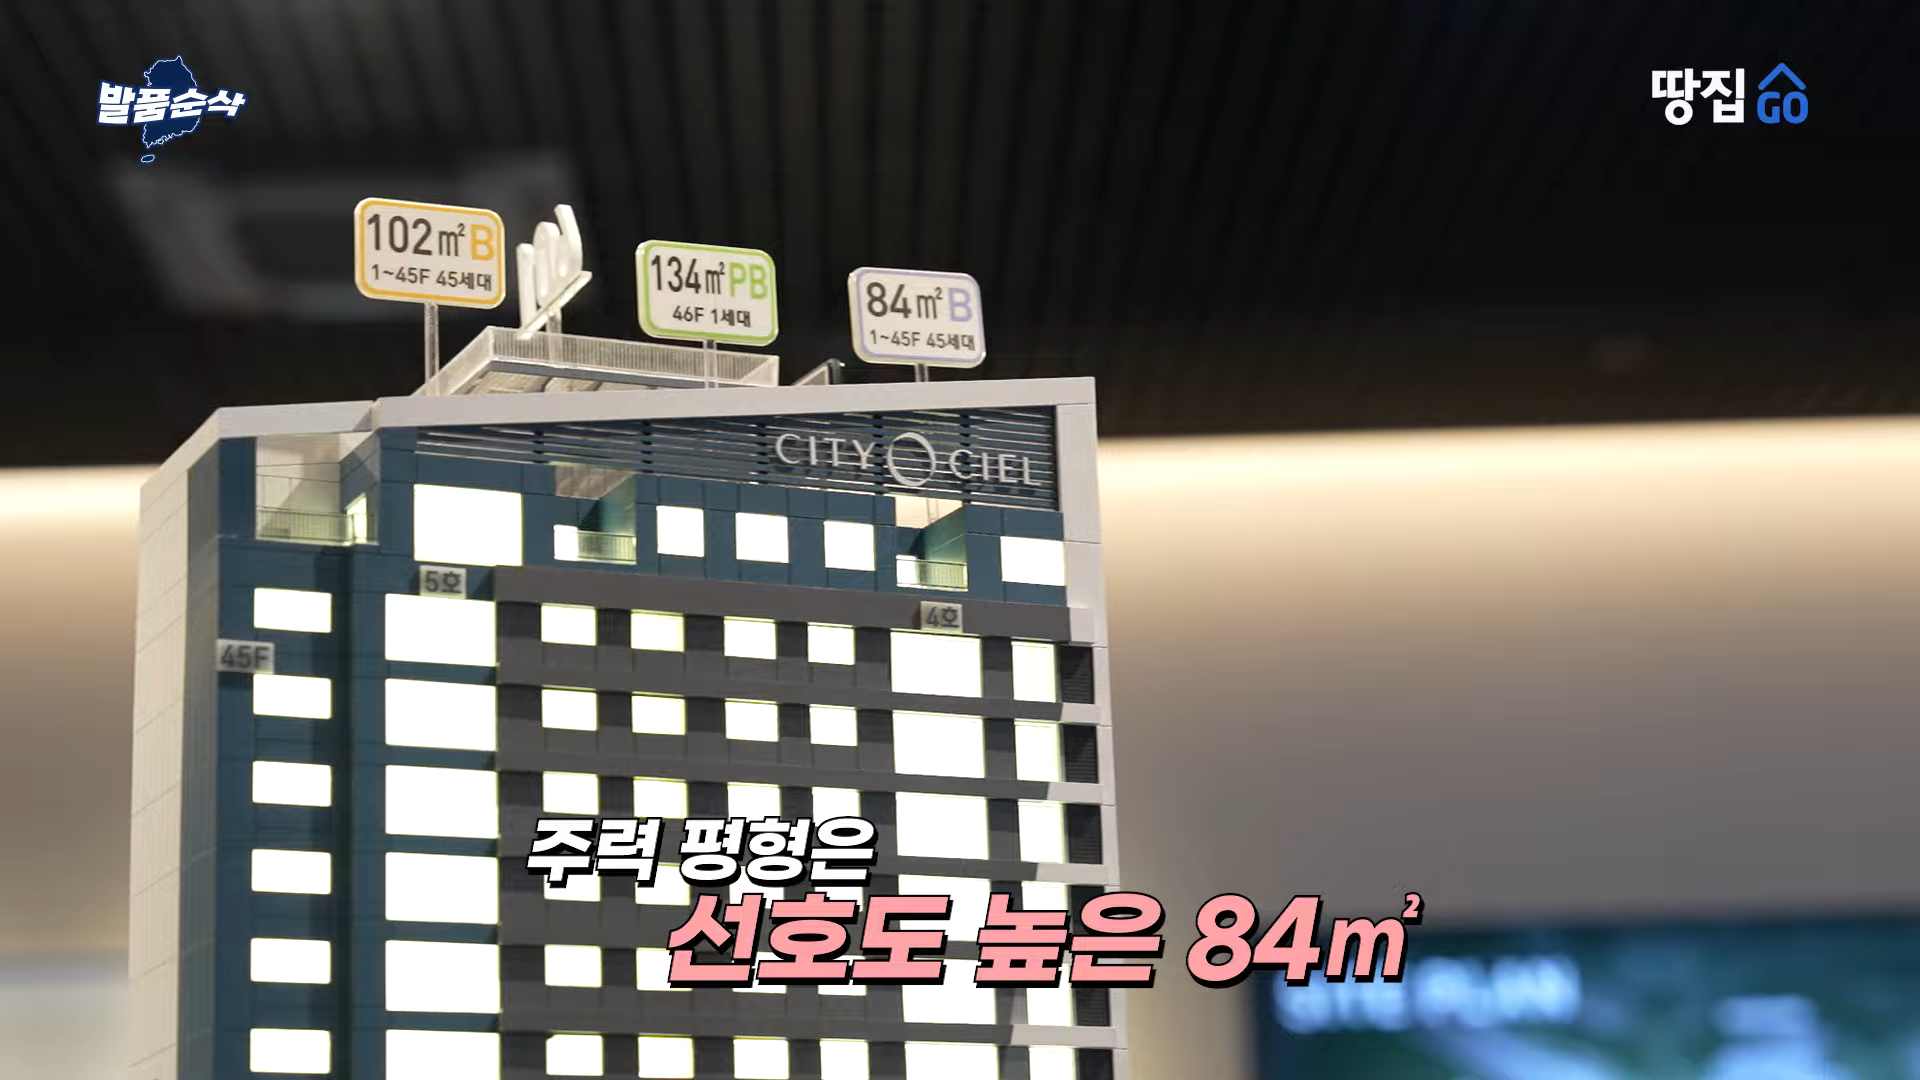 발품순삭
땅집GO
102㎡B
1~45F 45세대
134㎡PB
46F 1세대
84㎡B
1~45F 45세대
CITY CIEL
5호
4호
45F
주력 평형은
선호도 높은 84㎡
SITE PLAN